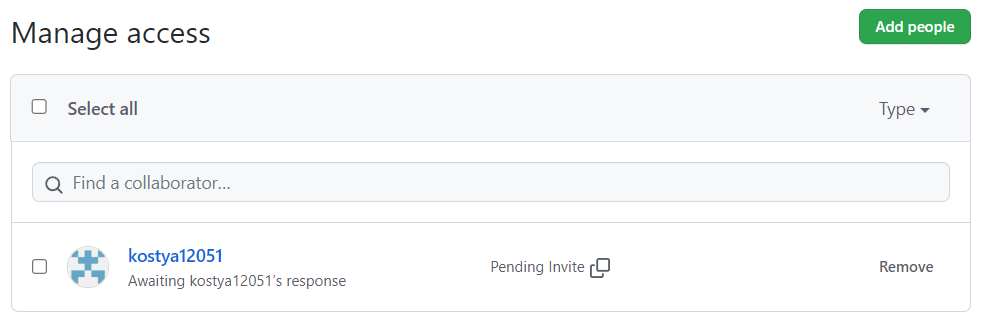 Manage access
Add people
Select all
Type
Find a collaborator...
kostya12051
Awaiting kostya12051's response
Pending Invite
Remove